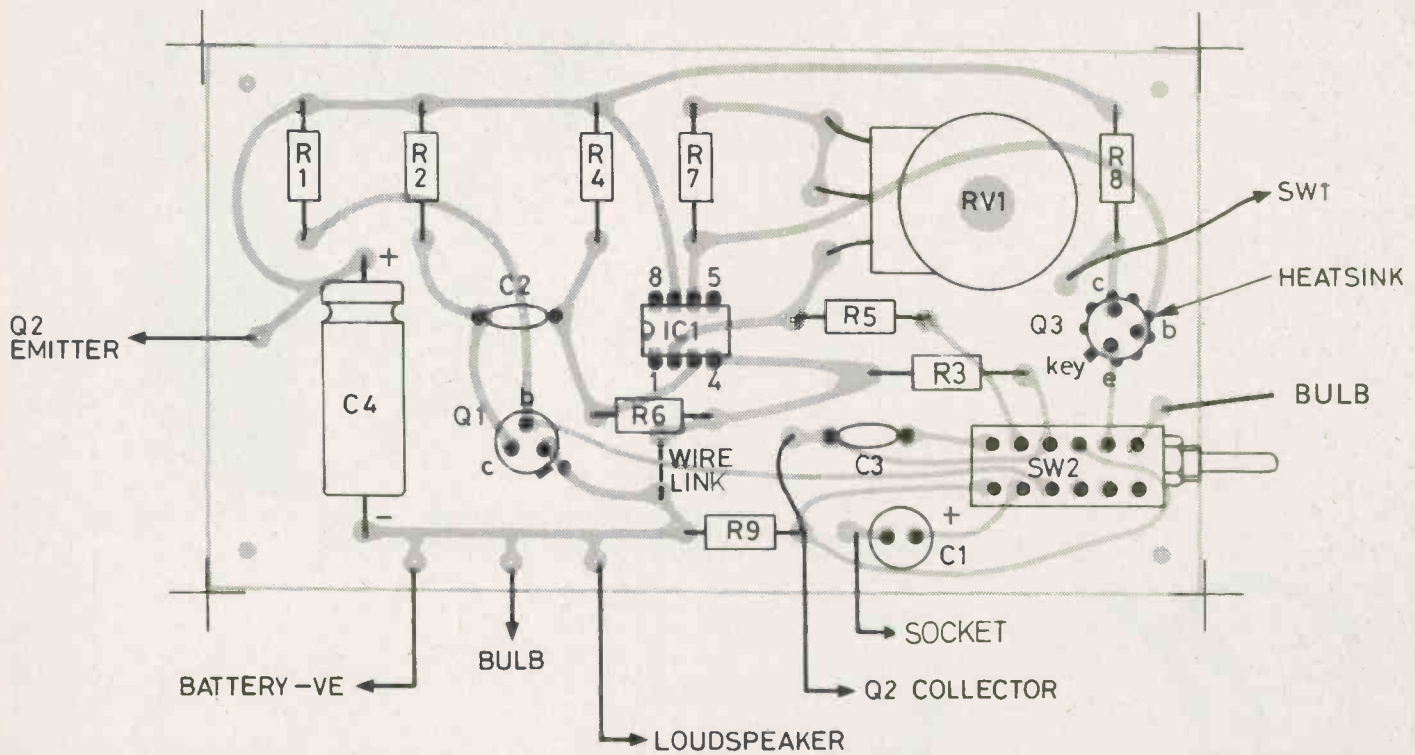 R
1
R
2
R
4
R
7
RV1
R
8
SW1
HEATSINK
+
C2
8 5
IC1
1 4
R5
c
Q3
b
key
e
Q2
EMITTER
C4
R3
BULB
b
Q1
c
R6
C3
SW2
WIRE
LINK
-
R9
+
C1
SOCKET
BULB
BATTERY -VE
Q2 COLLECTOR
LOUDSPEAKER